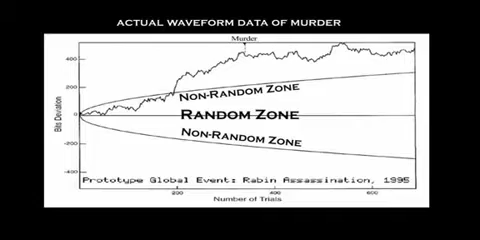 ACTUAL WAVEFORM DATA OF MURDER
Murder
400
200
0
-200
-400
Bits Deviation
NON-RANDOM ZONE
RANDOM ZONE
NON-RANDOM ZONE
Prototype Global Event: Rabin Assassination, 1995
200
400
600
Number of Trials